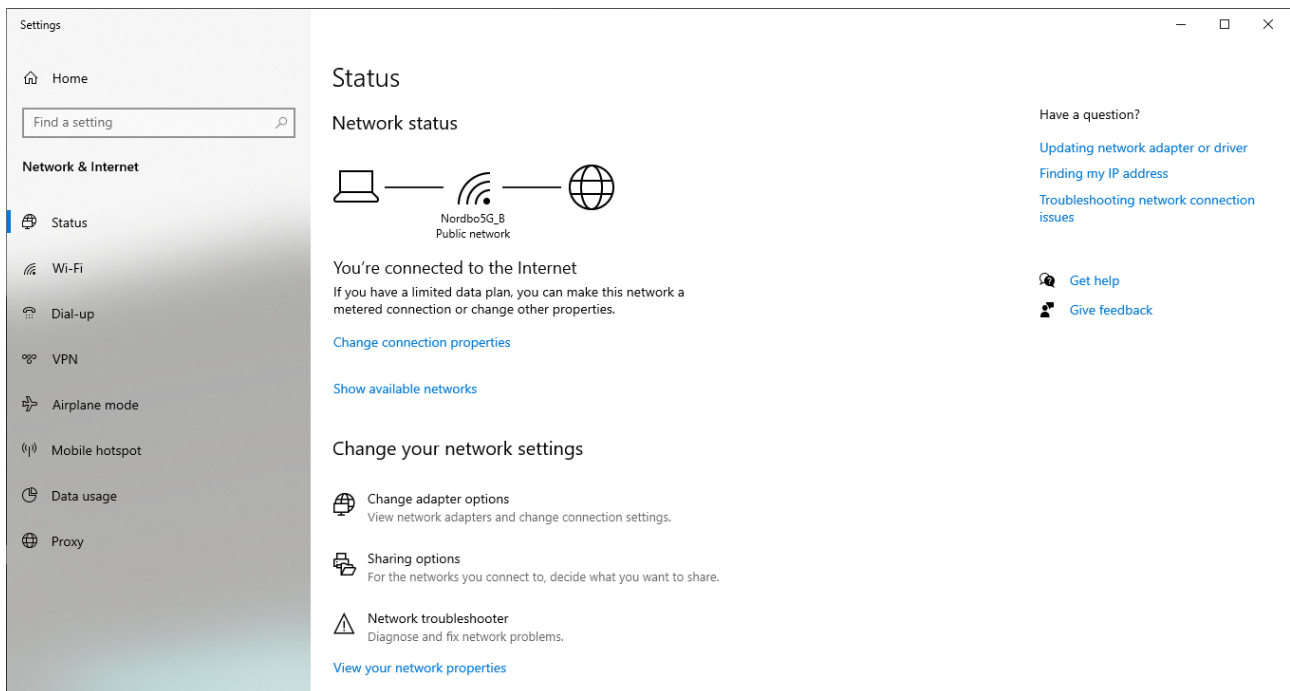 Settings
Home
Find a setting
Network & Internet
Status
Wi-Fi
Dial-up
VPN
Airplane mode
Mobile hotspot
Data usage
Proxy
Status
Network status
Nordbo5G_B
Public network
You're connected to the Internet
If you have a limited data plan, you can make this network a
metered connection or change other properties.
Change connection properties
Show available networks
Change your network settings
Change adapter options
View network adapters and change connection settings.
Sharing options
For the networks you connect to, decide what you want to share.
Network troubleshooter
Diagnose and fix network problems.
View your network properties
Have a question?
Updating network adapter or driver
Finding my IP address
Troubleshooting network connection
issues
Get help
Give feedback